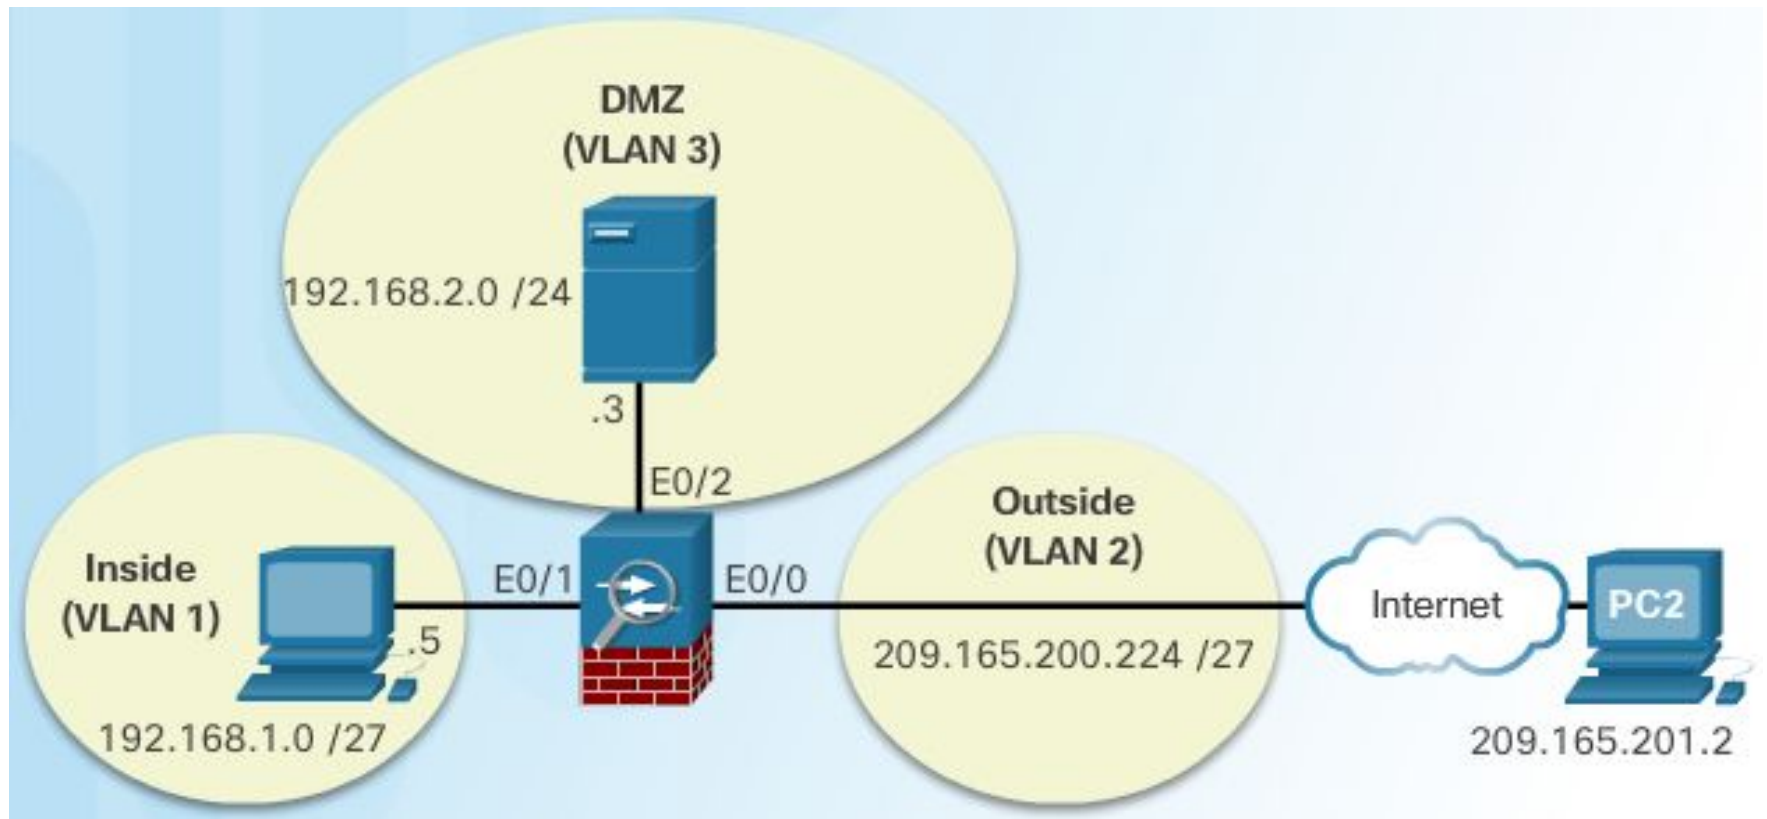 DMZ
(VLAN 3)
192.168.2.0 /24
.3
E0/2
Inside
(VLAN 1)
.5
192.168.1.0 /27
E0/1
E0/0
Outside
(VLAN 2)
209.165.200.224 /27
Internet
PC2
209.165.201.2